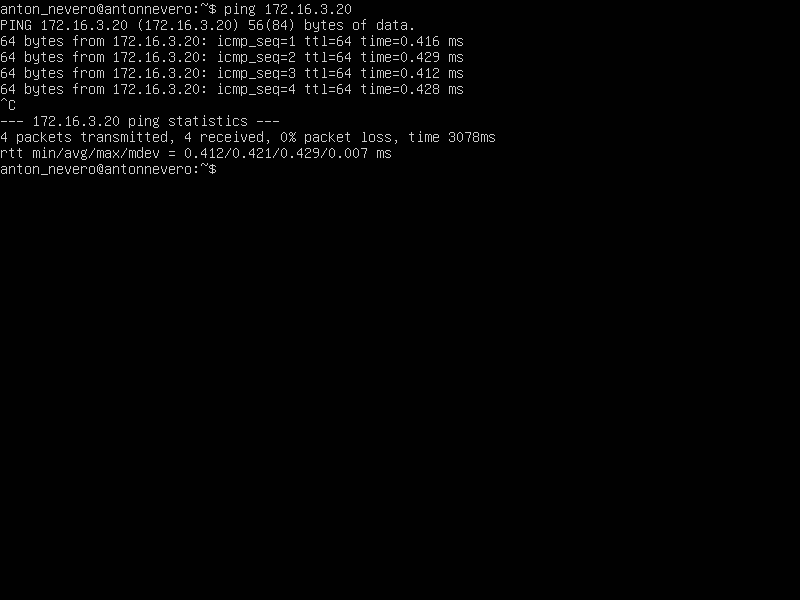 anton_nevero@antonnevero:~$ ping 172.16.3.20
PING 172.16.3.20 (172.16.3.20) 56(84) bytes of data.
64 bytes from 172.16.3.20: icmp_seq=1 ttl=64 time=0.416 ms
64 bytes from 172.16.3.20: icmp_seq=2 ttl=64 time=0.429 ms
64 bytes from 172.16.3.20: icmp_seq=3 ttl=64 time=0.412 ms
64 bytes from 172.16.3.20: icmp_seq=4 ttl=64 time=0.428 ms
^C
--- 172.16.3.20 ping statistics ---
4 packets transmitted, 4 received, 0% packet loss, time 3078ms
rtt min/avg/max/mdev = 0.412/0.421/0.429/0.007 ms
anton_nevero@antonnevero:~$